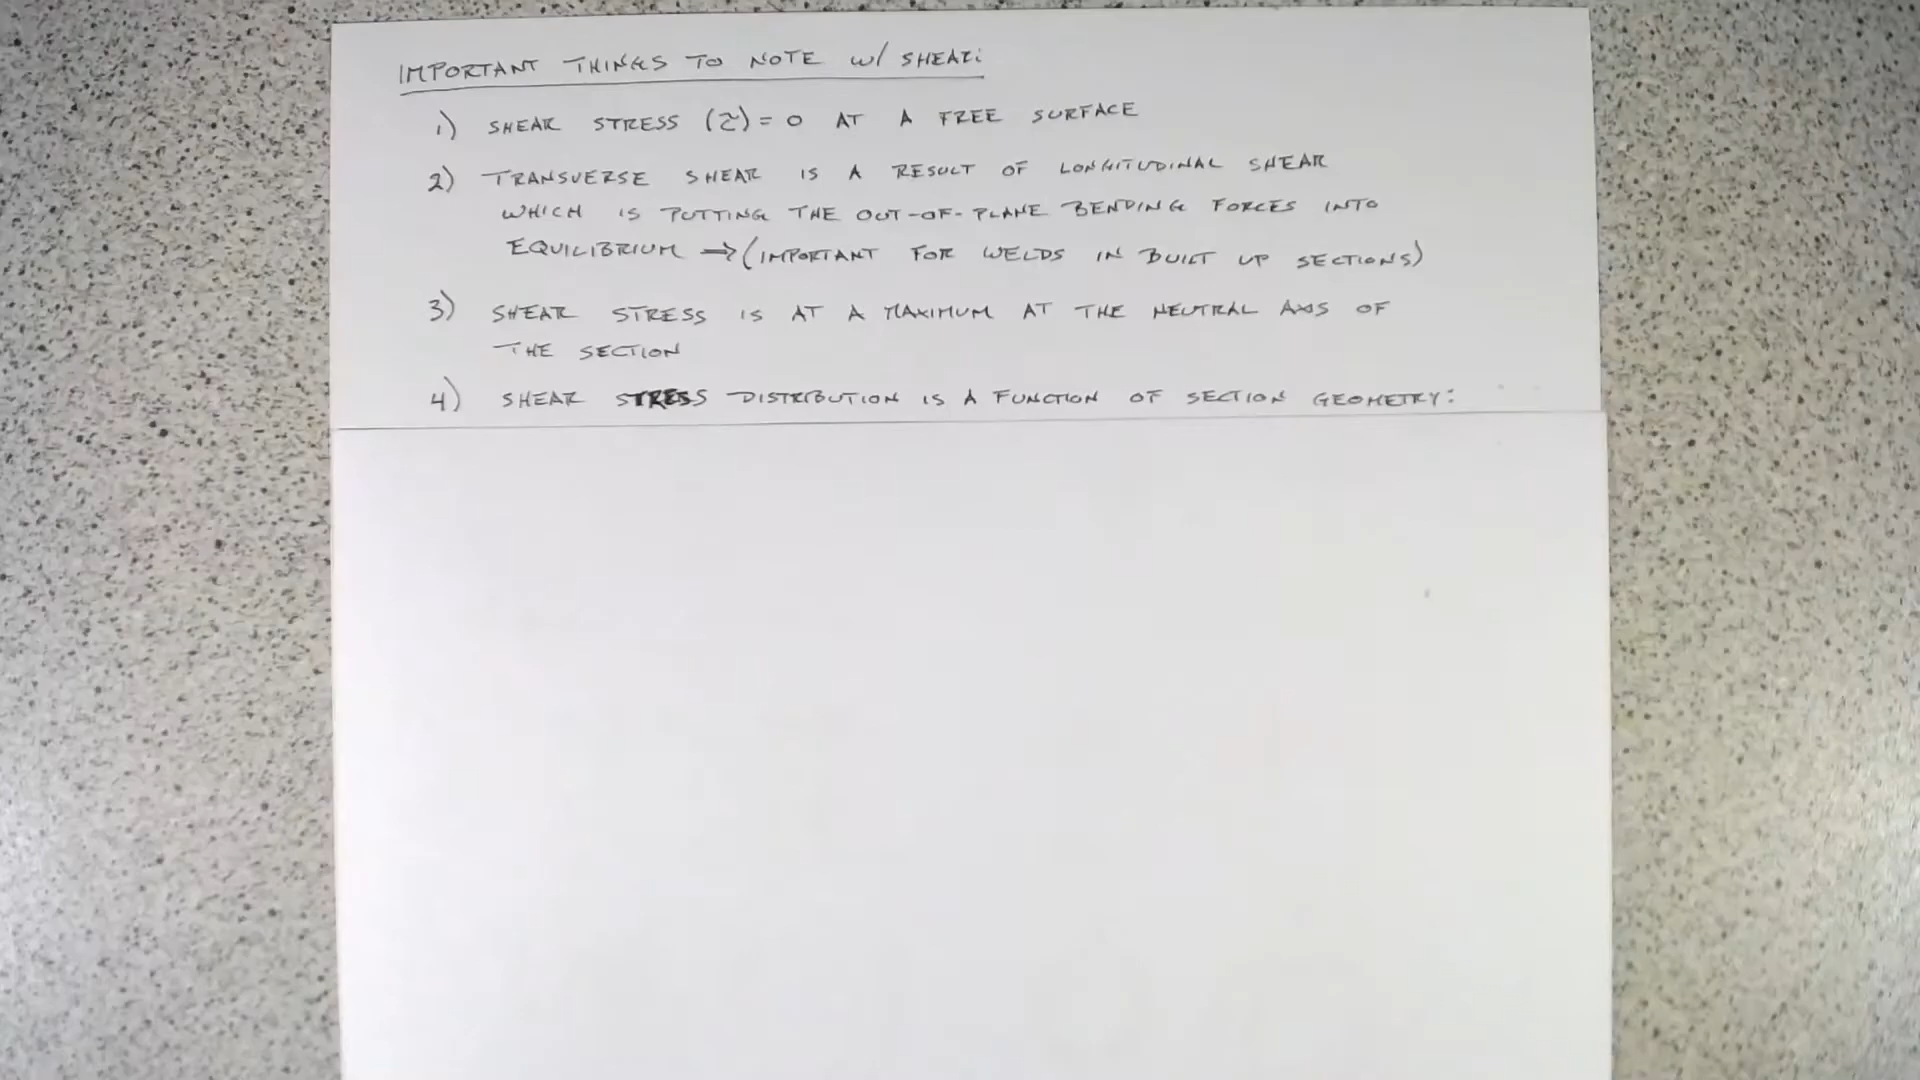 IMPORTANT THINGS TO NOTE W/ SHEAR:
1) SHEAR STRESS (τ) = 0 AT A FREE SURFACE
2) TRANSVERSE SHEAR IS A RESULT OF LONGITUDINAL SHEAR
WHICH IS PUTTING THE OUT-OF-PLANE BENDING FORCES INTO
EQUILIBRIUM → (IMPORTANT FOR WELDS IN BUILT UP SECTIONS)
3) SHEAR STRESS IS AT A MAXIMUM AT THE NEUTRAL AXIS OF
THE SECTION
4) SHEAR STRESS DISTRIBUTION IS A FUNCTION OF SECTION GEOMETRY: